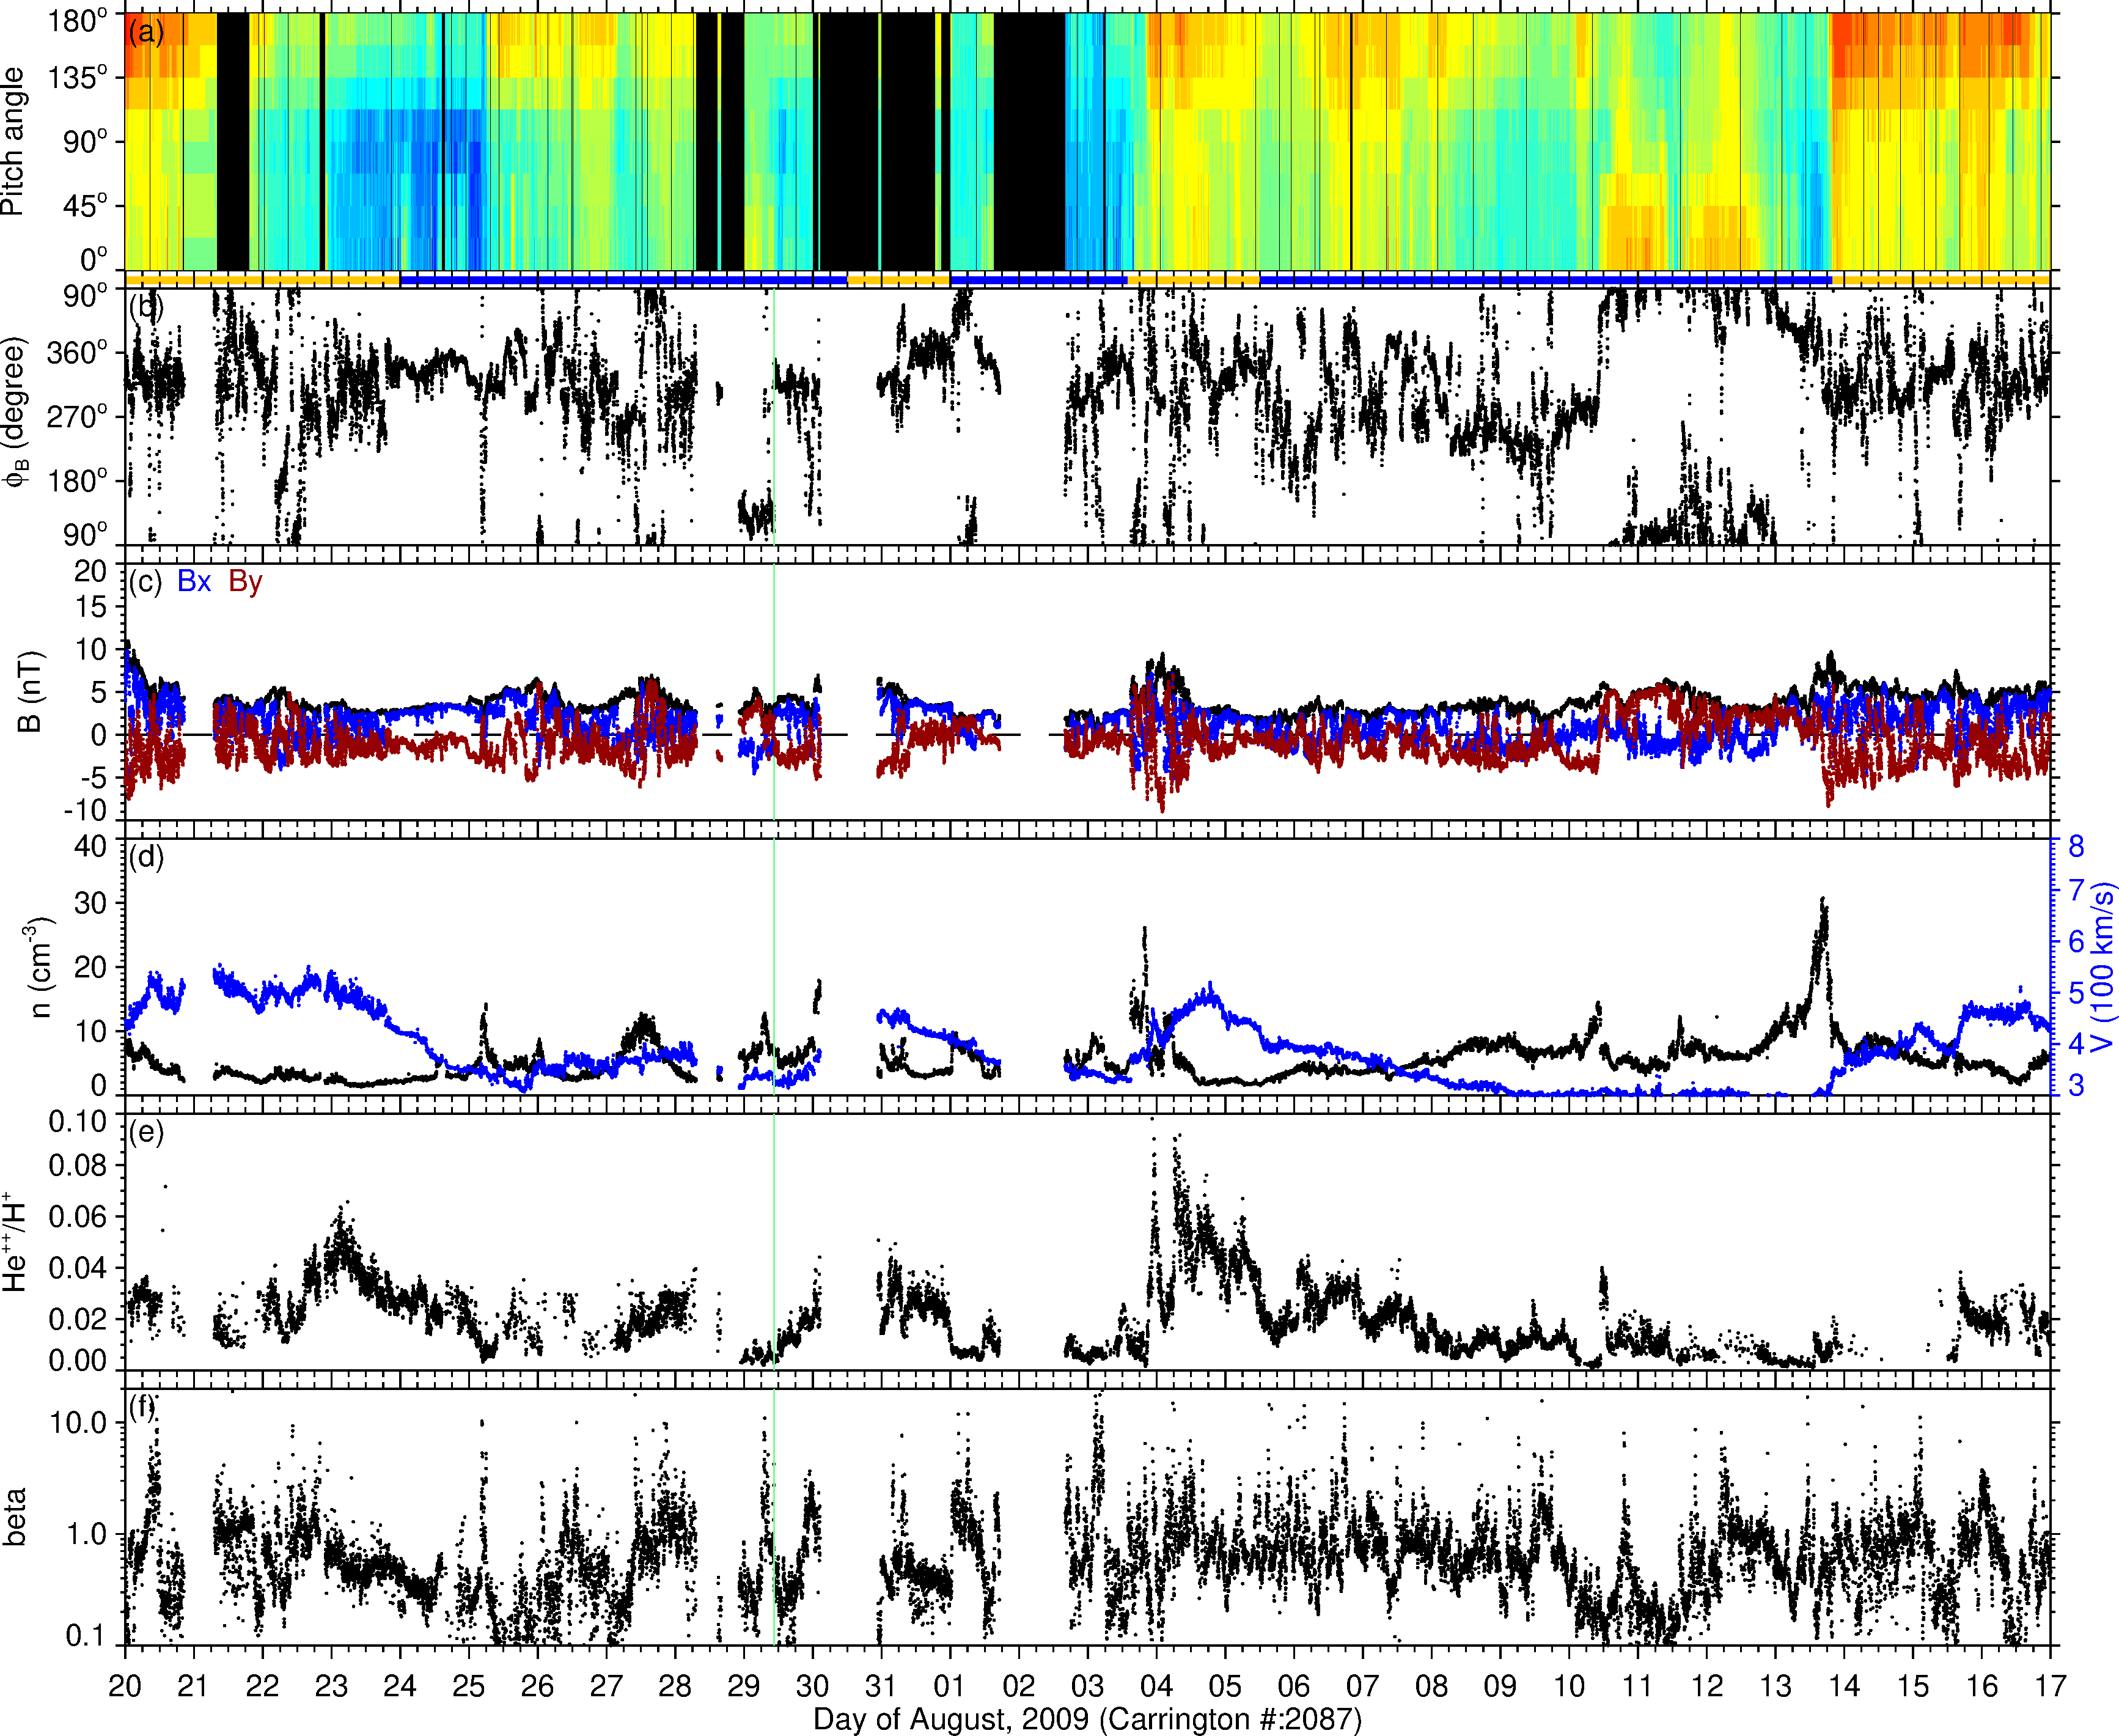 (a)
Pitch angle
180°
135°
90°
45°
0°
(b)
ϕB (degree)
90°
360°
270°
180°
90°
(c) Bx By
B (nT)
20
15
10
5
0
-5
-10
(d)
n (cm-3)
40
30
20
10
0
8
7
6
5
4
3
V (100 km/s)
(e)
He++/H+
0.10
0.08
0.06
0.04
0.02
0.00
(f)
beta
10.0
1.0
0.1
20 21 22 23 24 25 26 27 28 29 30 31 01 02 03 04 05 06 07 08 09 10 11 12 13 14 15 16 17
Day of August, 2009 (Carrington #:2087)